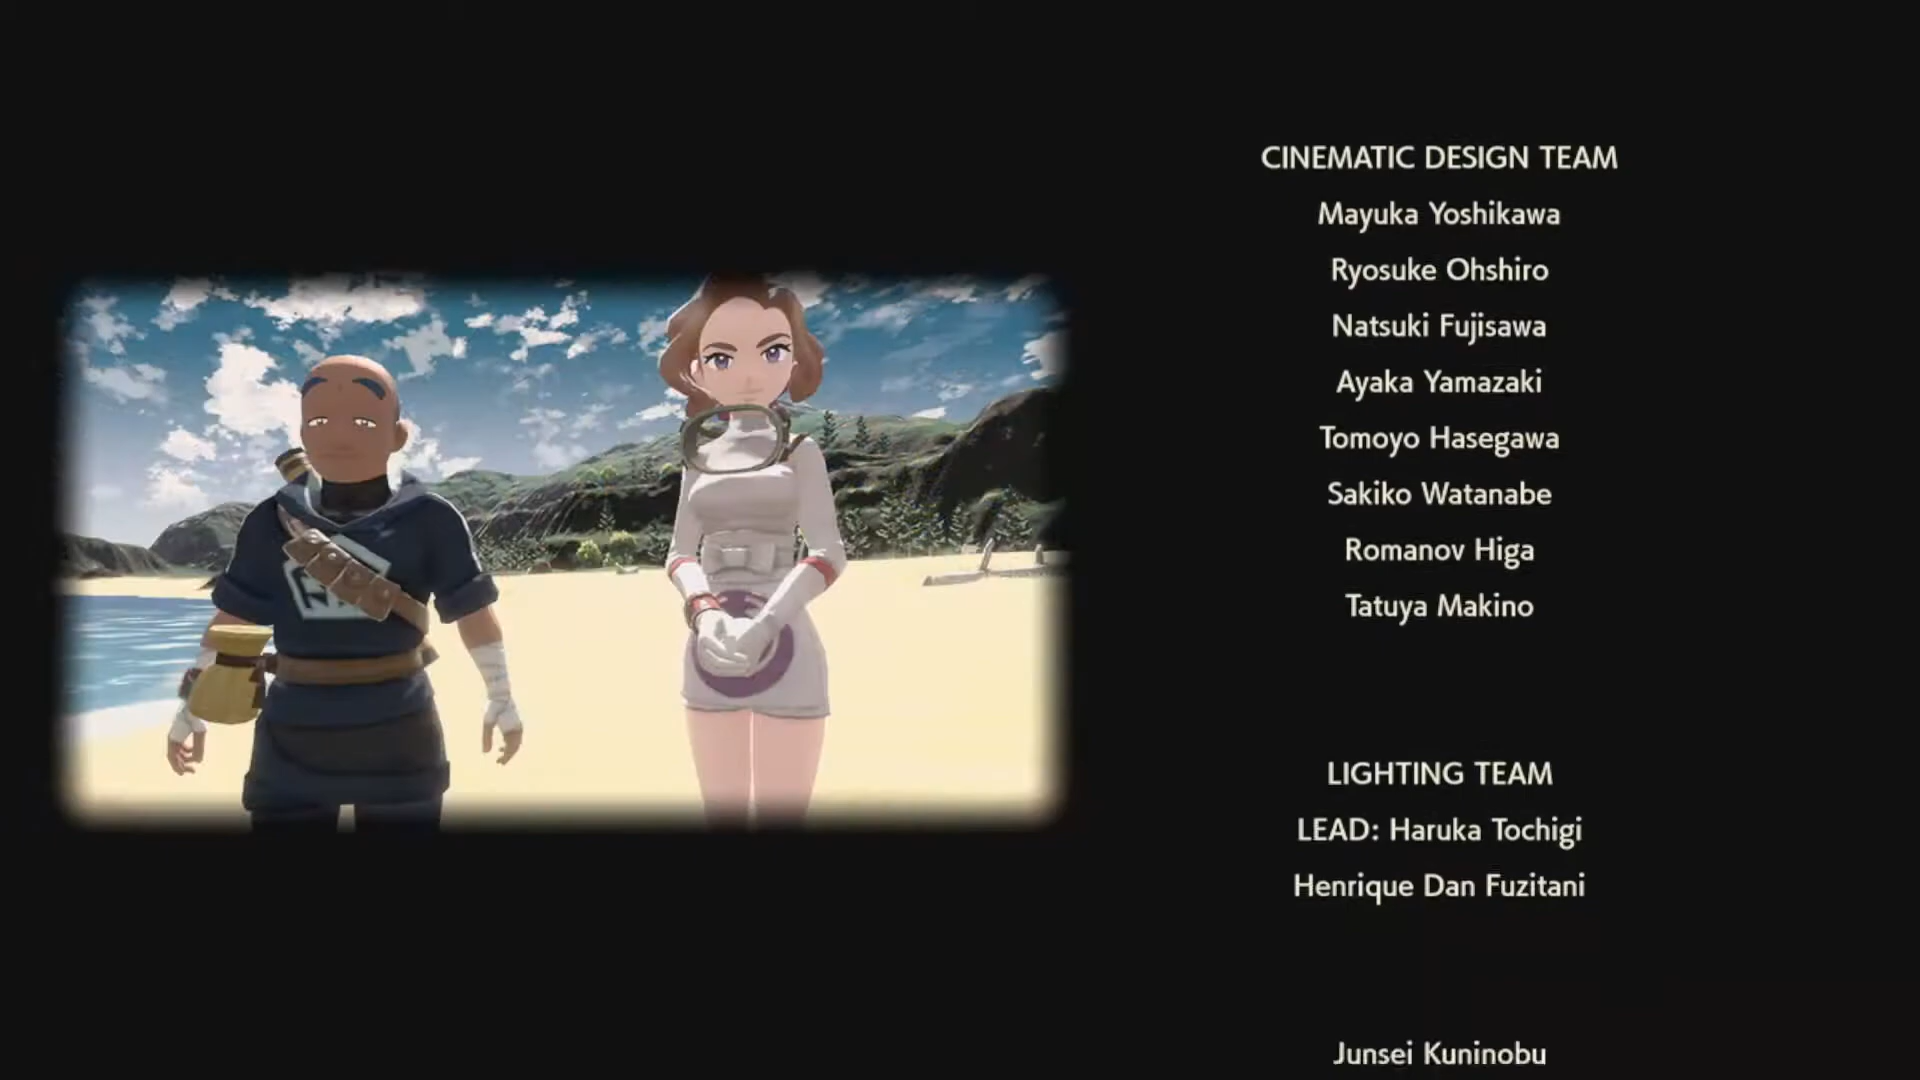 CINEMATIC DESIGN TEAM
Mayuka Yoshikawa
Ryosuke Ohshiro
Natsuki Fujisawa
Ayaka Yamazaki
Tomoyo Hasegawa
Sakiko Watanabe
Romanov Higa
Tatuya Makino
LIGHTING TEAM
LEAD: Haruka Tochigi
Henrique Dan Fuzitani
Junsei Kuninobu